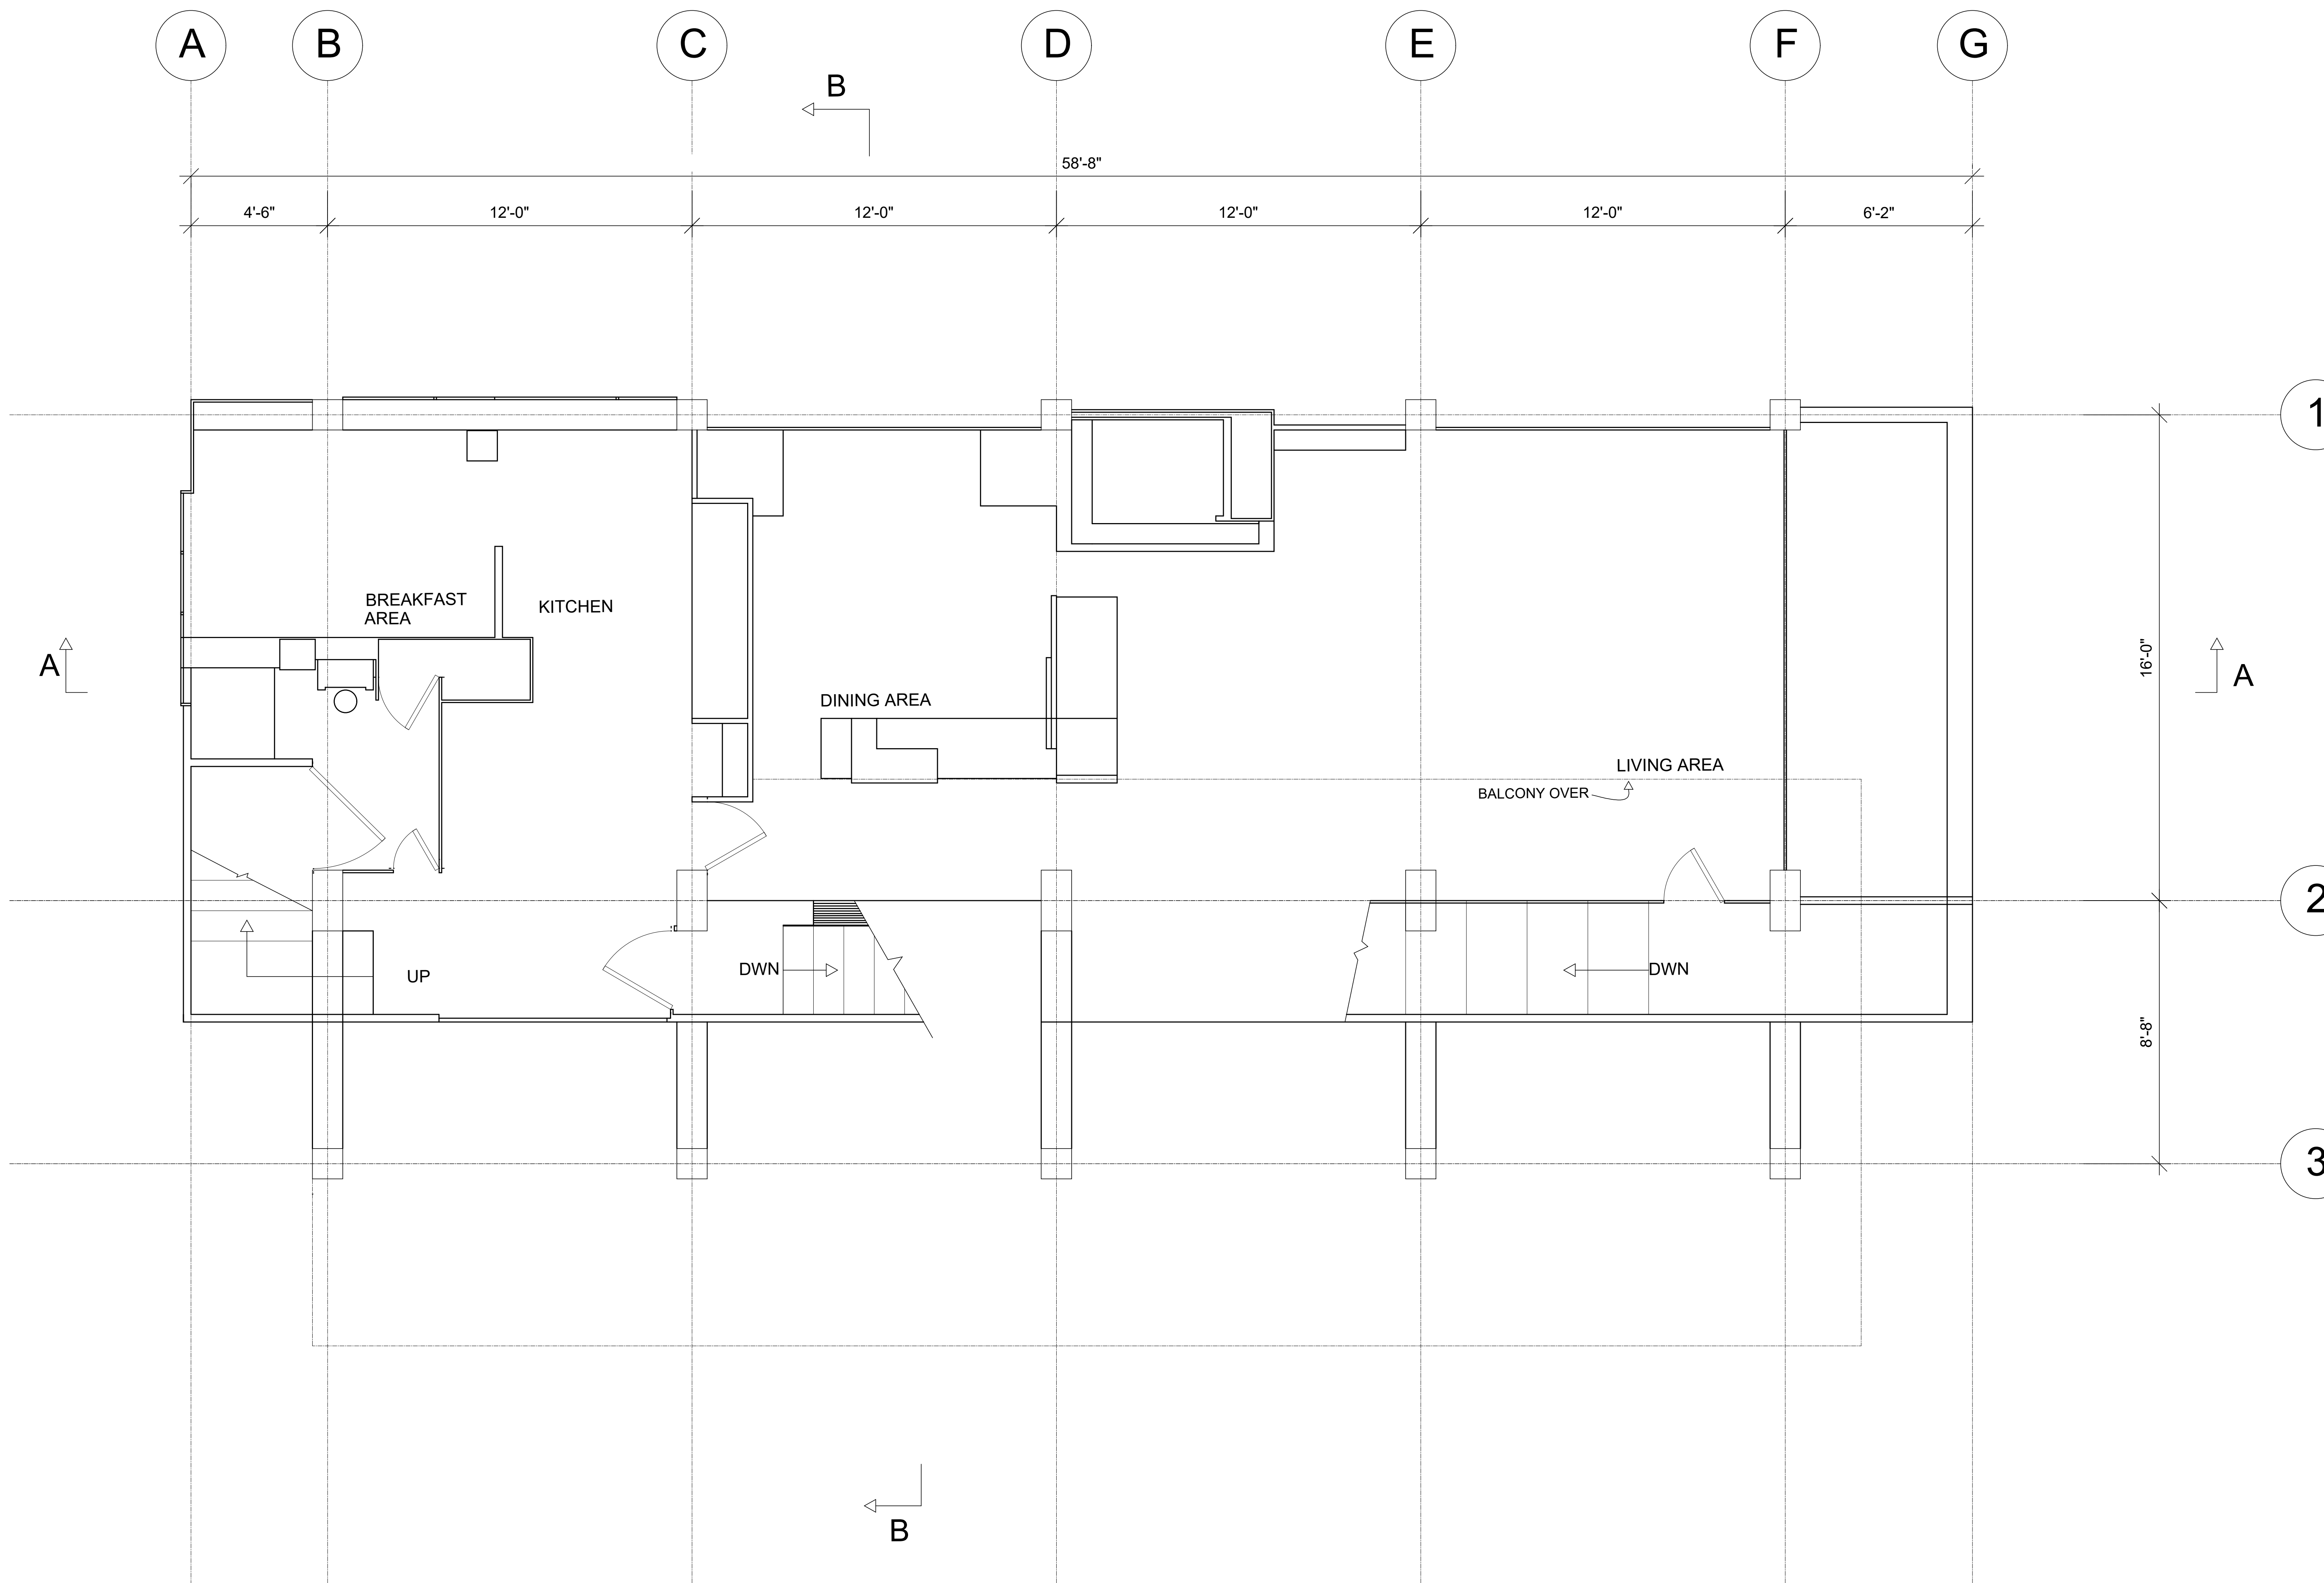 A B C D E F G
B
58'-8"
4'-6" 12'-0" 12'-0" 12'-0" 12'-0" 6'-2"
1
BREAKFAST
AREA
KITCHEN
A
16'-0"
A
DINING AREA
LIVING AREA
BALCONY OVER
2
UP
DWN
DWN
8'-8"
3
B